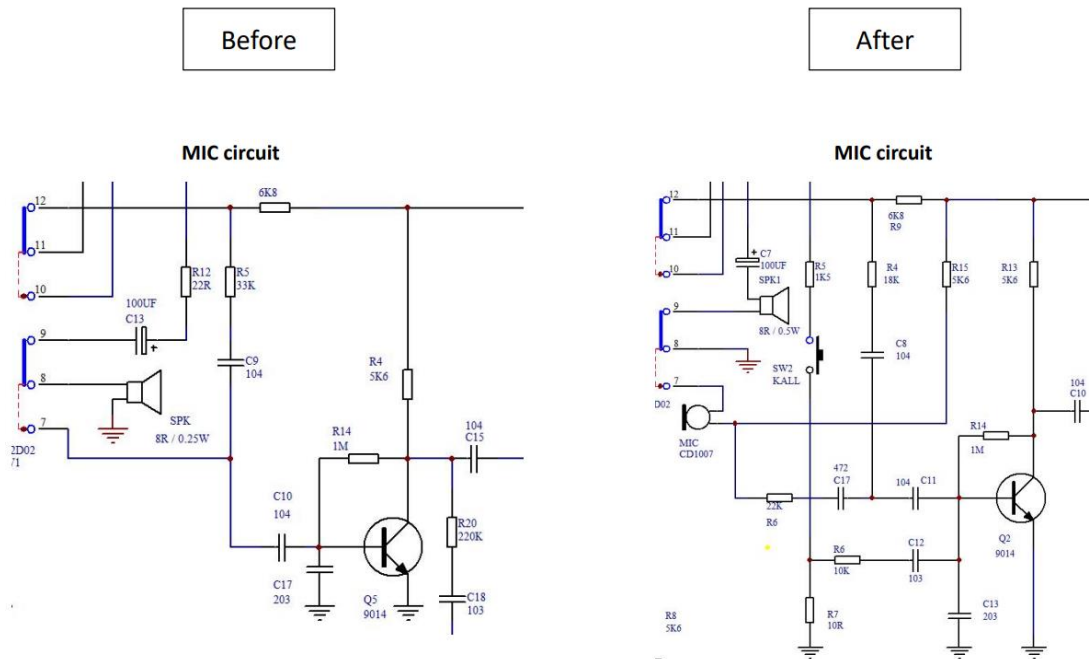 Before
After
MIC circuit
MIC circuit
12
6K8
11
R12
22R
R5
33K
10
100UF
C13
+
9
C9
104
8
R4
5K6
SPK
8R / 0.25W
7
2D02
/1
R14
1M
104
C15
C10
104
R20
220K
C17
203
Q5
9014
C18
103
12
6K8
R9
11
C7
100UF
+
SPK1
R5
1K5
R4
18K
R15
5K6
R13
5K6
10
9
8R / 0.5W
8
SW2
KALL
C8
104
7
D02
MIC
CD1007
104
C10
R14
1M
472
C17
104
C11
22K
R6
Q2
9014
R6
10K
C12
103
R7
10R
C13
203
R8
5K6